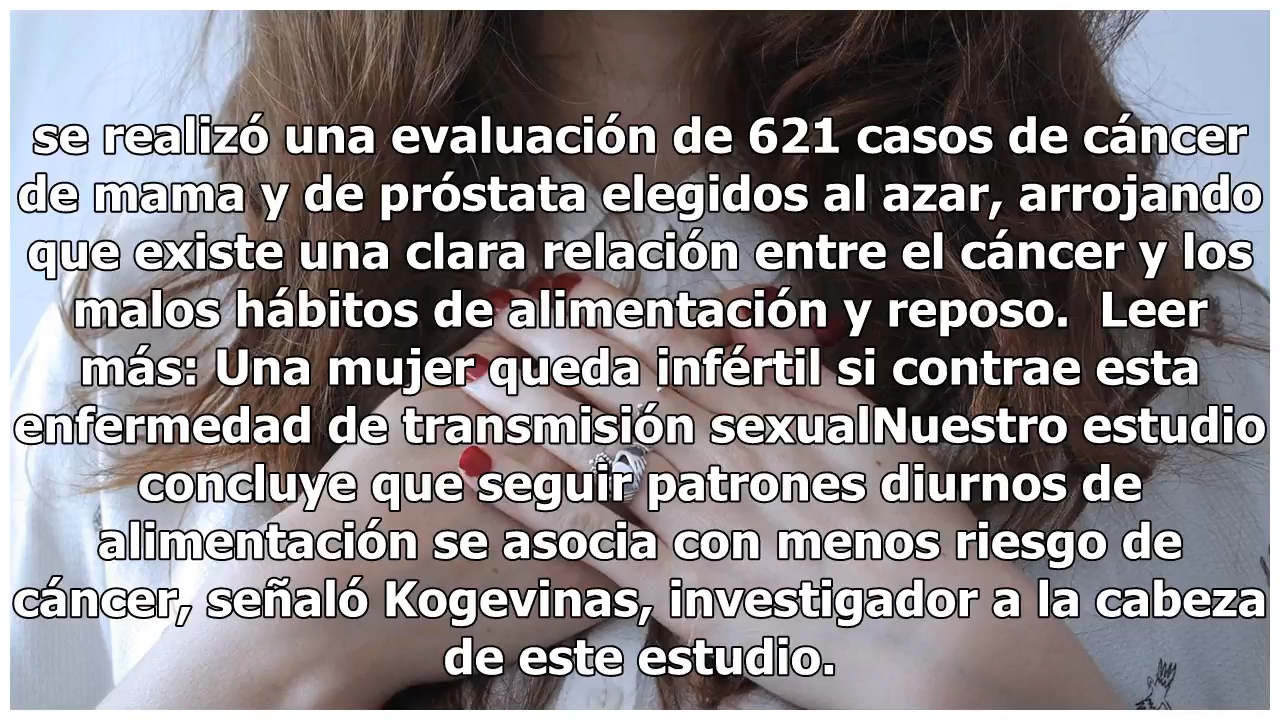 se realizó una evaluación de 621 casos de cáncer
de mama y de próstata elegidos al azar, arrojando
que existe una clara relación entre el cáncer y los
malos hábitos de alimentación y reposo.  Leer
más: Una mujer queda infértil si contrae esta
enfermedad de transmisión sexualNuestro estudio
concluye que seguir patrones diurnos de
alimentación se asocia con menos riesgo de
cáncer, señaló Kogevinas, investigador a la cabeza
de este estudio.